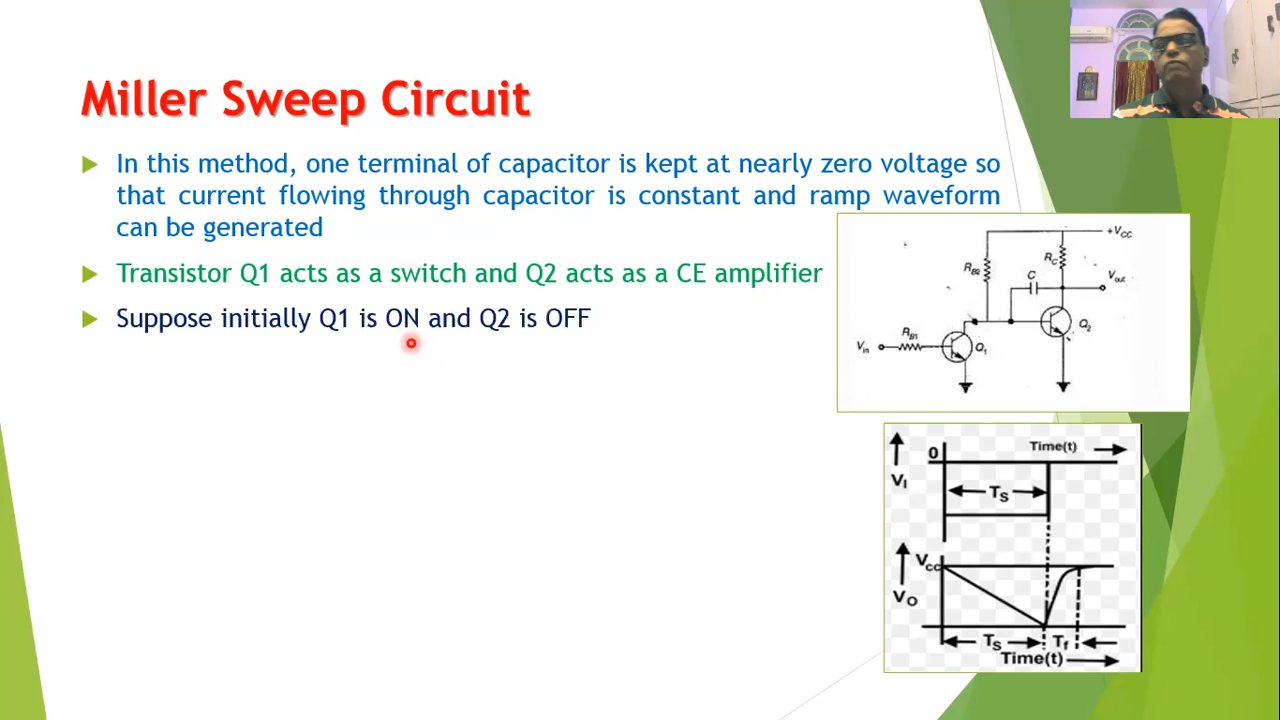 Miller Sweep Circuit
In this method, one terminal of capacitor is kept at nearly zero voltage so
that current flowing through capacitor is constant and ramp waveform
can be generated
Transistor Q1 acts as a switch and Q2 acts as a CE amplifier
Suppose initially Q1 is ON and Q2 is OFF
+VCC
RB2
RC
C
Vout
Q2
RB1
Vin
Q1
0
Time(t)
VI
TS
VCC
VO
TS
Tf
Time(t)